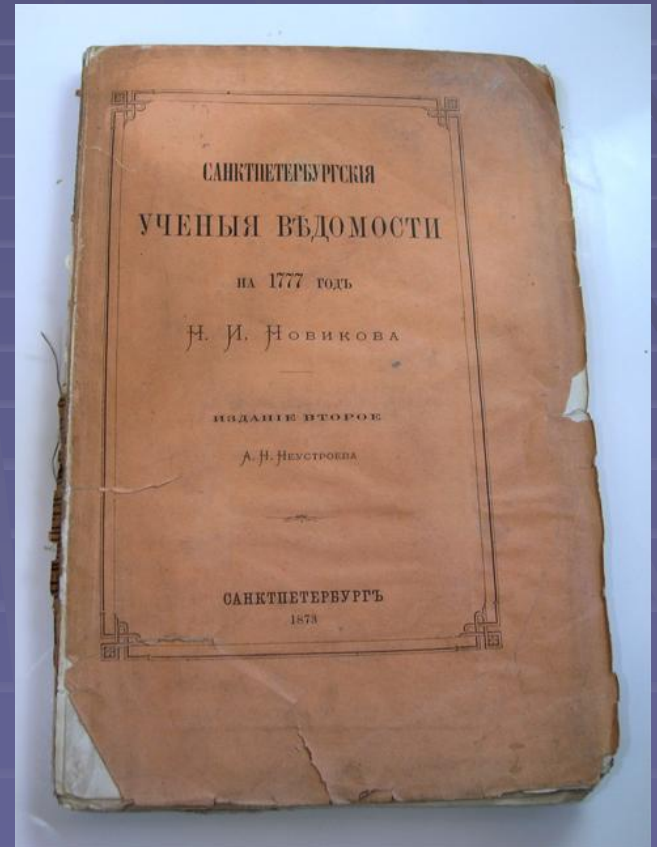 САНКТПЕТЕРБУРГСКІЯ
УЧЕНЫЯ ВѢДОМОСТИ
НА 1777 ГОДЪ
Н. И. НОВИКОВА
ИЗДАНІЕ ВТОРОЕ
А. Н. НЕУСТРОЕВА
САНКТПЕТЕРБУРГЪ
1873